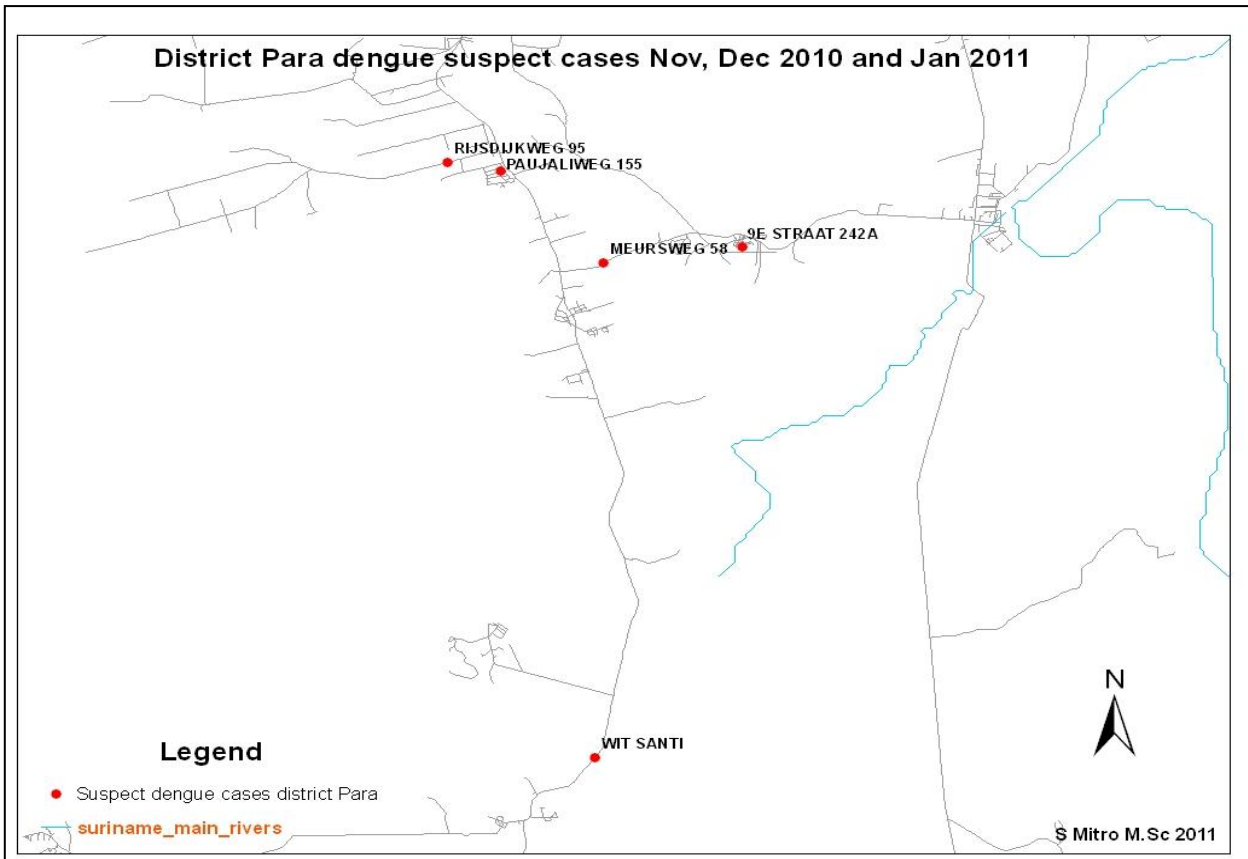 District Para dengue suspect cases Nov, Dec 2010 and Jan 2011
RIJSDIJKWEG 95
PAUJALIWEG 155
9E STRAAT 242A
MEURSWEG 58
WIT SANTI
N
Legend
Suspect dengue cases district Para
suriname_main_rivers
S Mitro M.Sc 2011